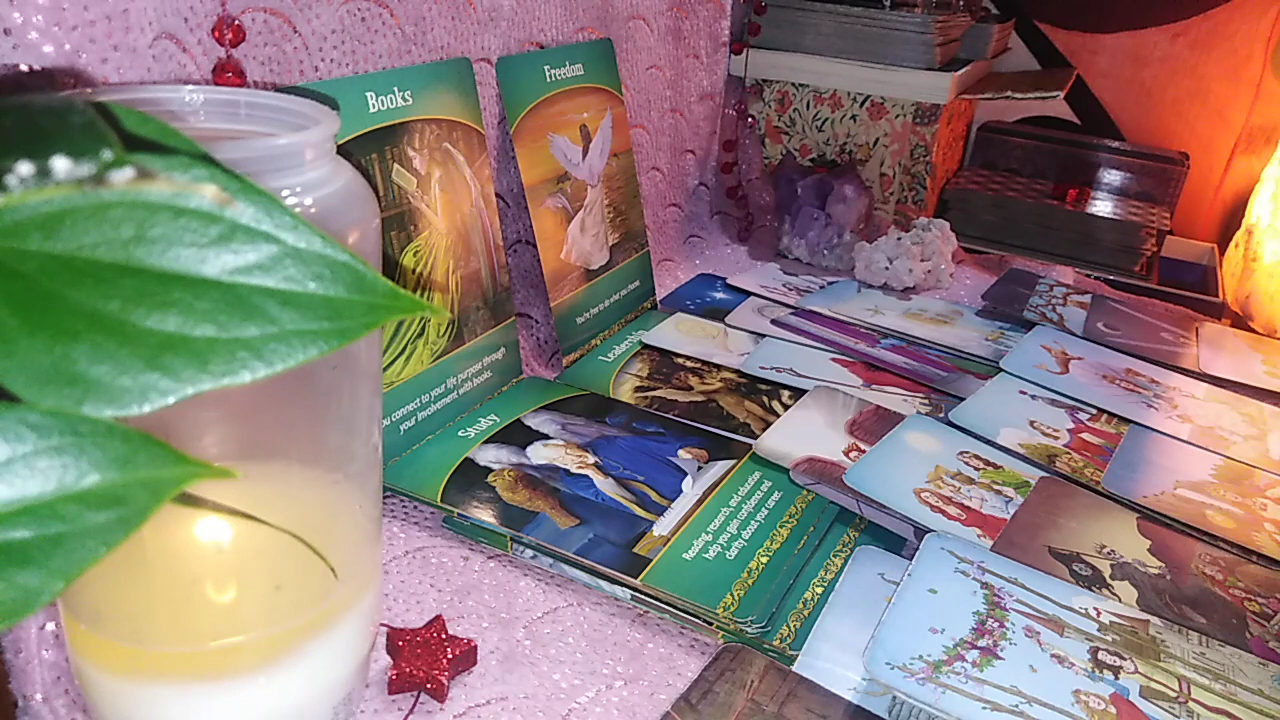 Books
connect to your life purpose through
your involvement with books.
Freedom
You're free to do what you choose.
Leadership
Study
Reading, research, and education
help you gain confidence and
clarity about your career.